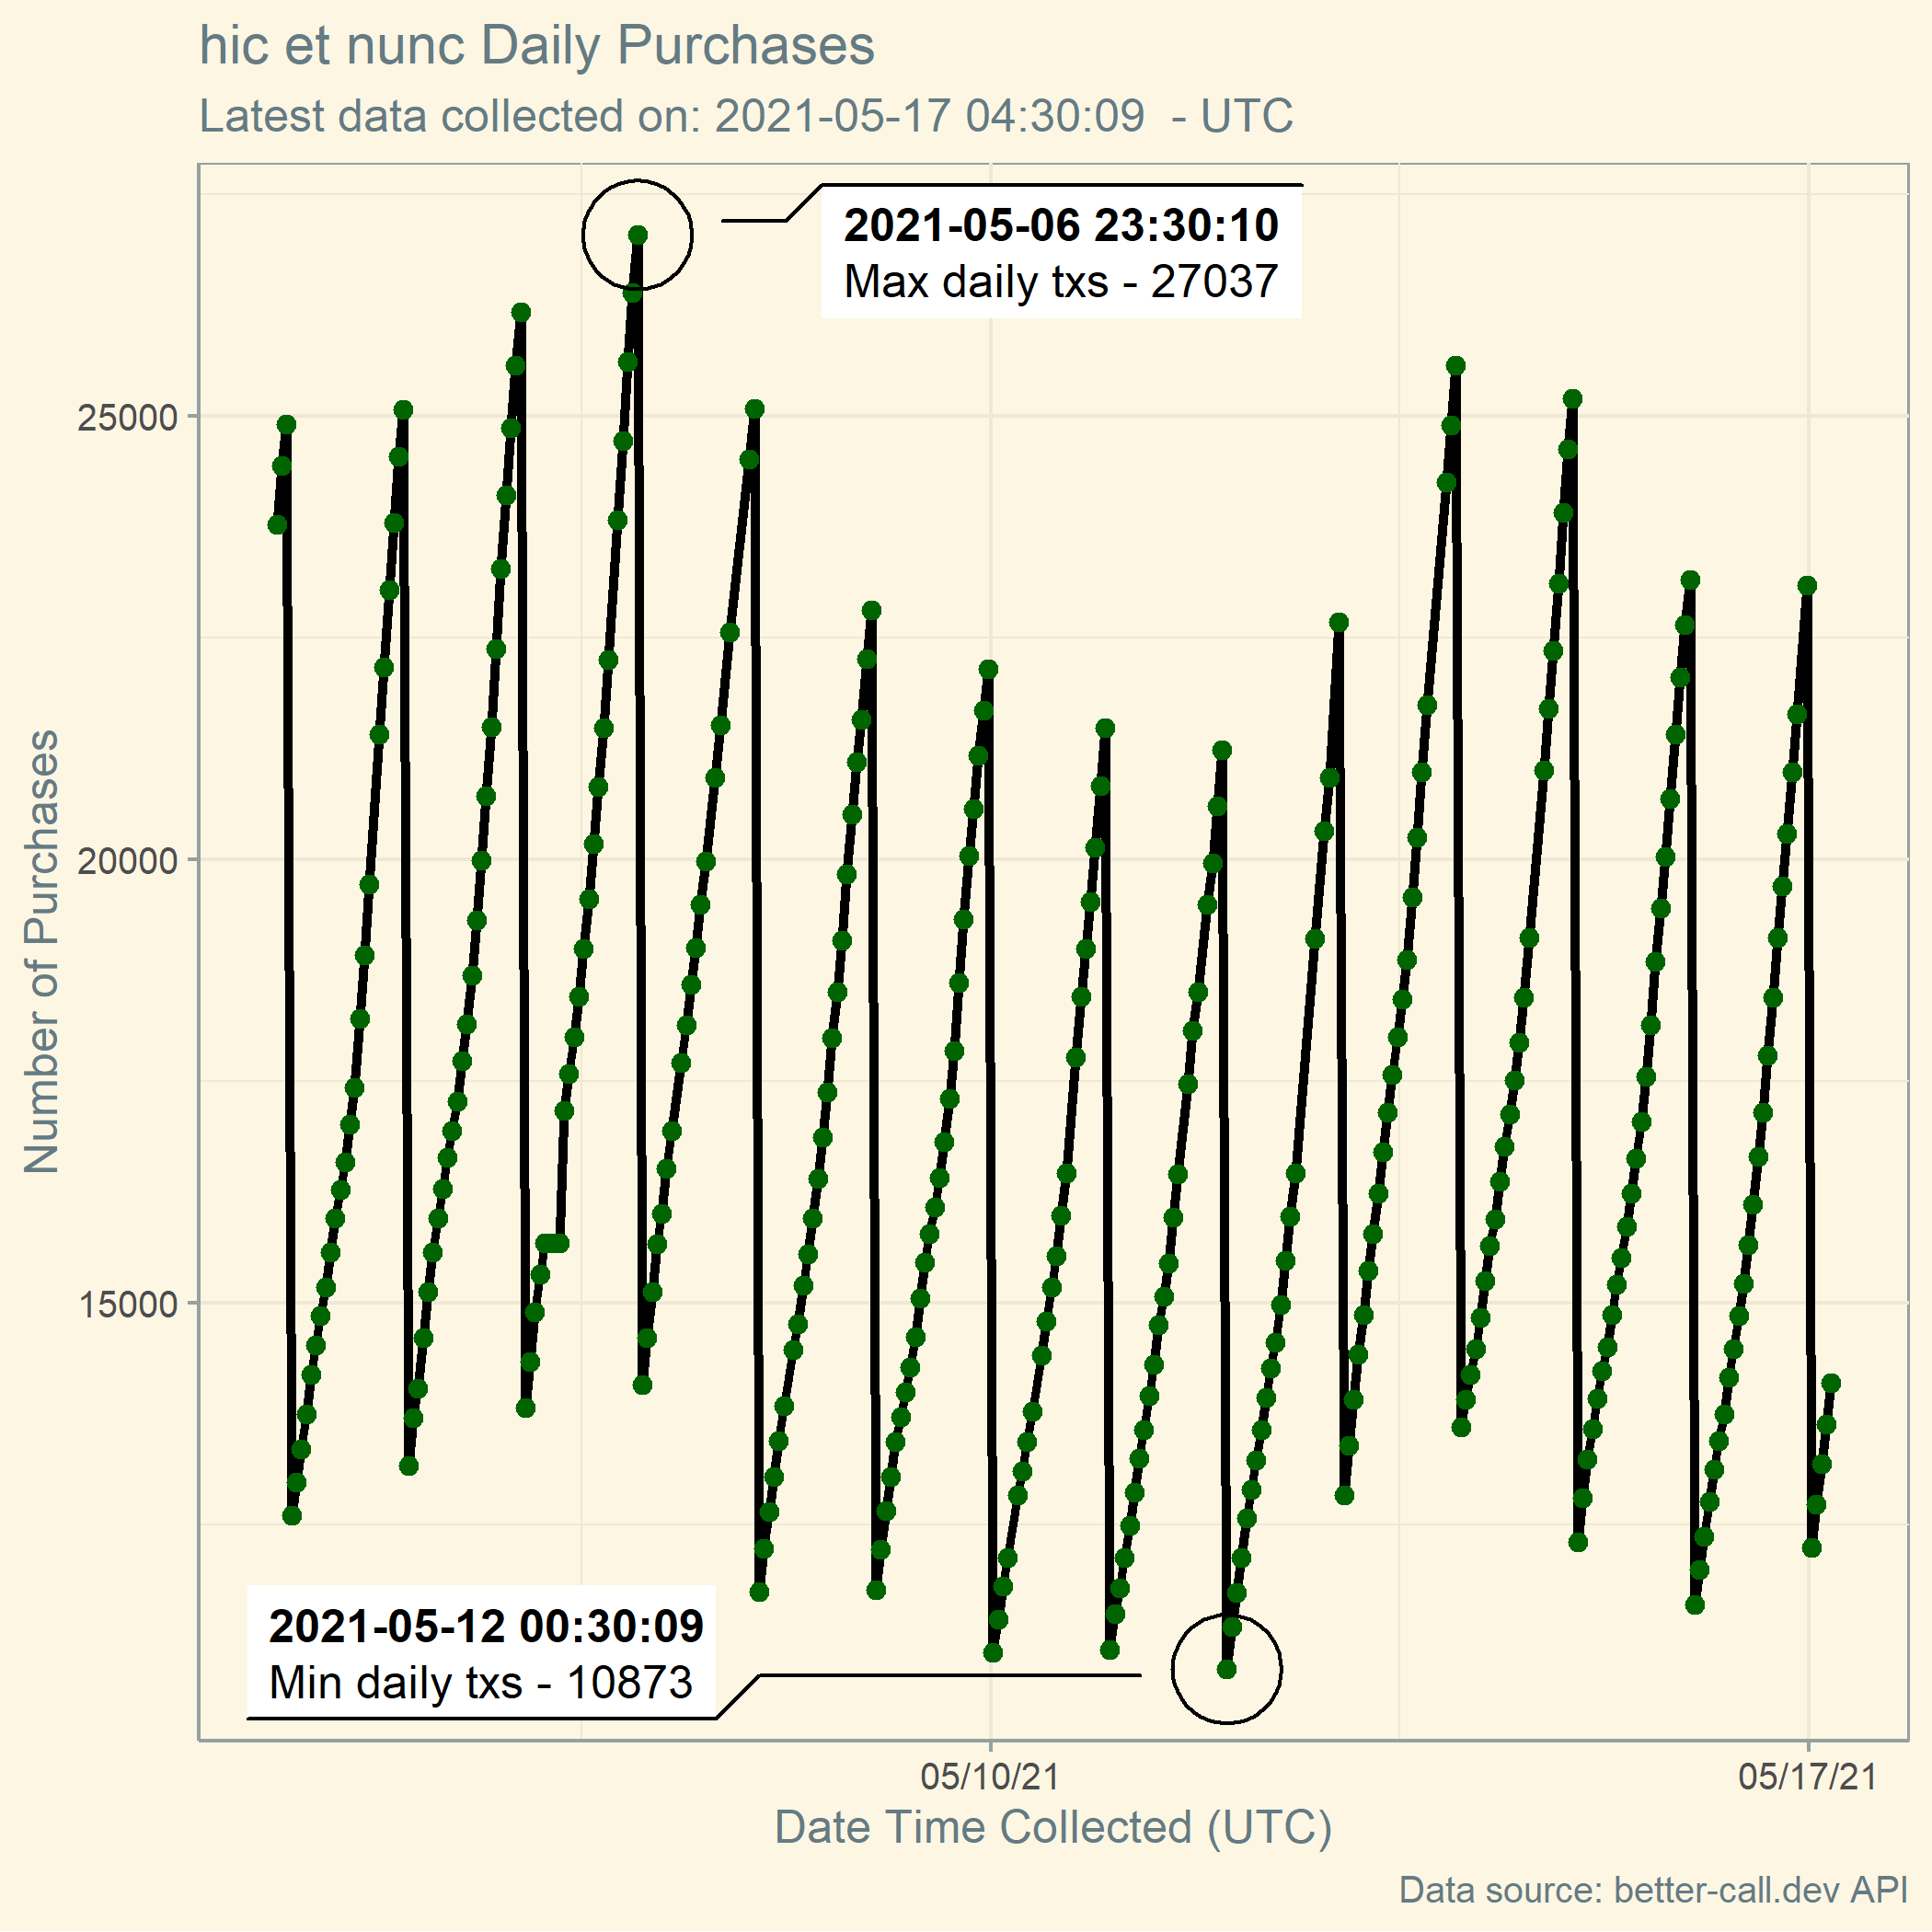 hic et nunc Daily Purchases
Latest data collected on: 2021-05-17 04:30:09  - UTC
2021-05-06 23:30:10
Max daily txs - 27037
25000
20000
15000
Number of Purchases
2021-05-12 00:30:09
Min daily txs - 10873
05/10/21
05/17/21
Date Time Collected (UTC)
Data source: better-call.dev API